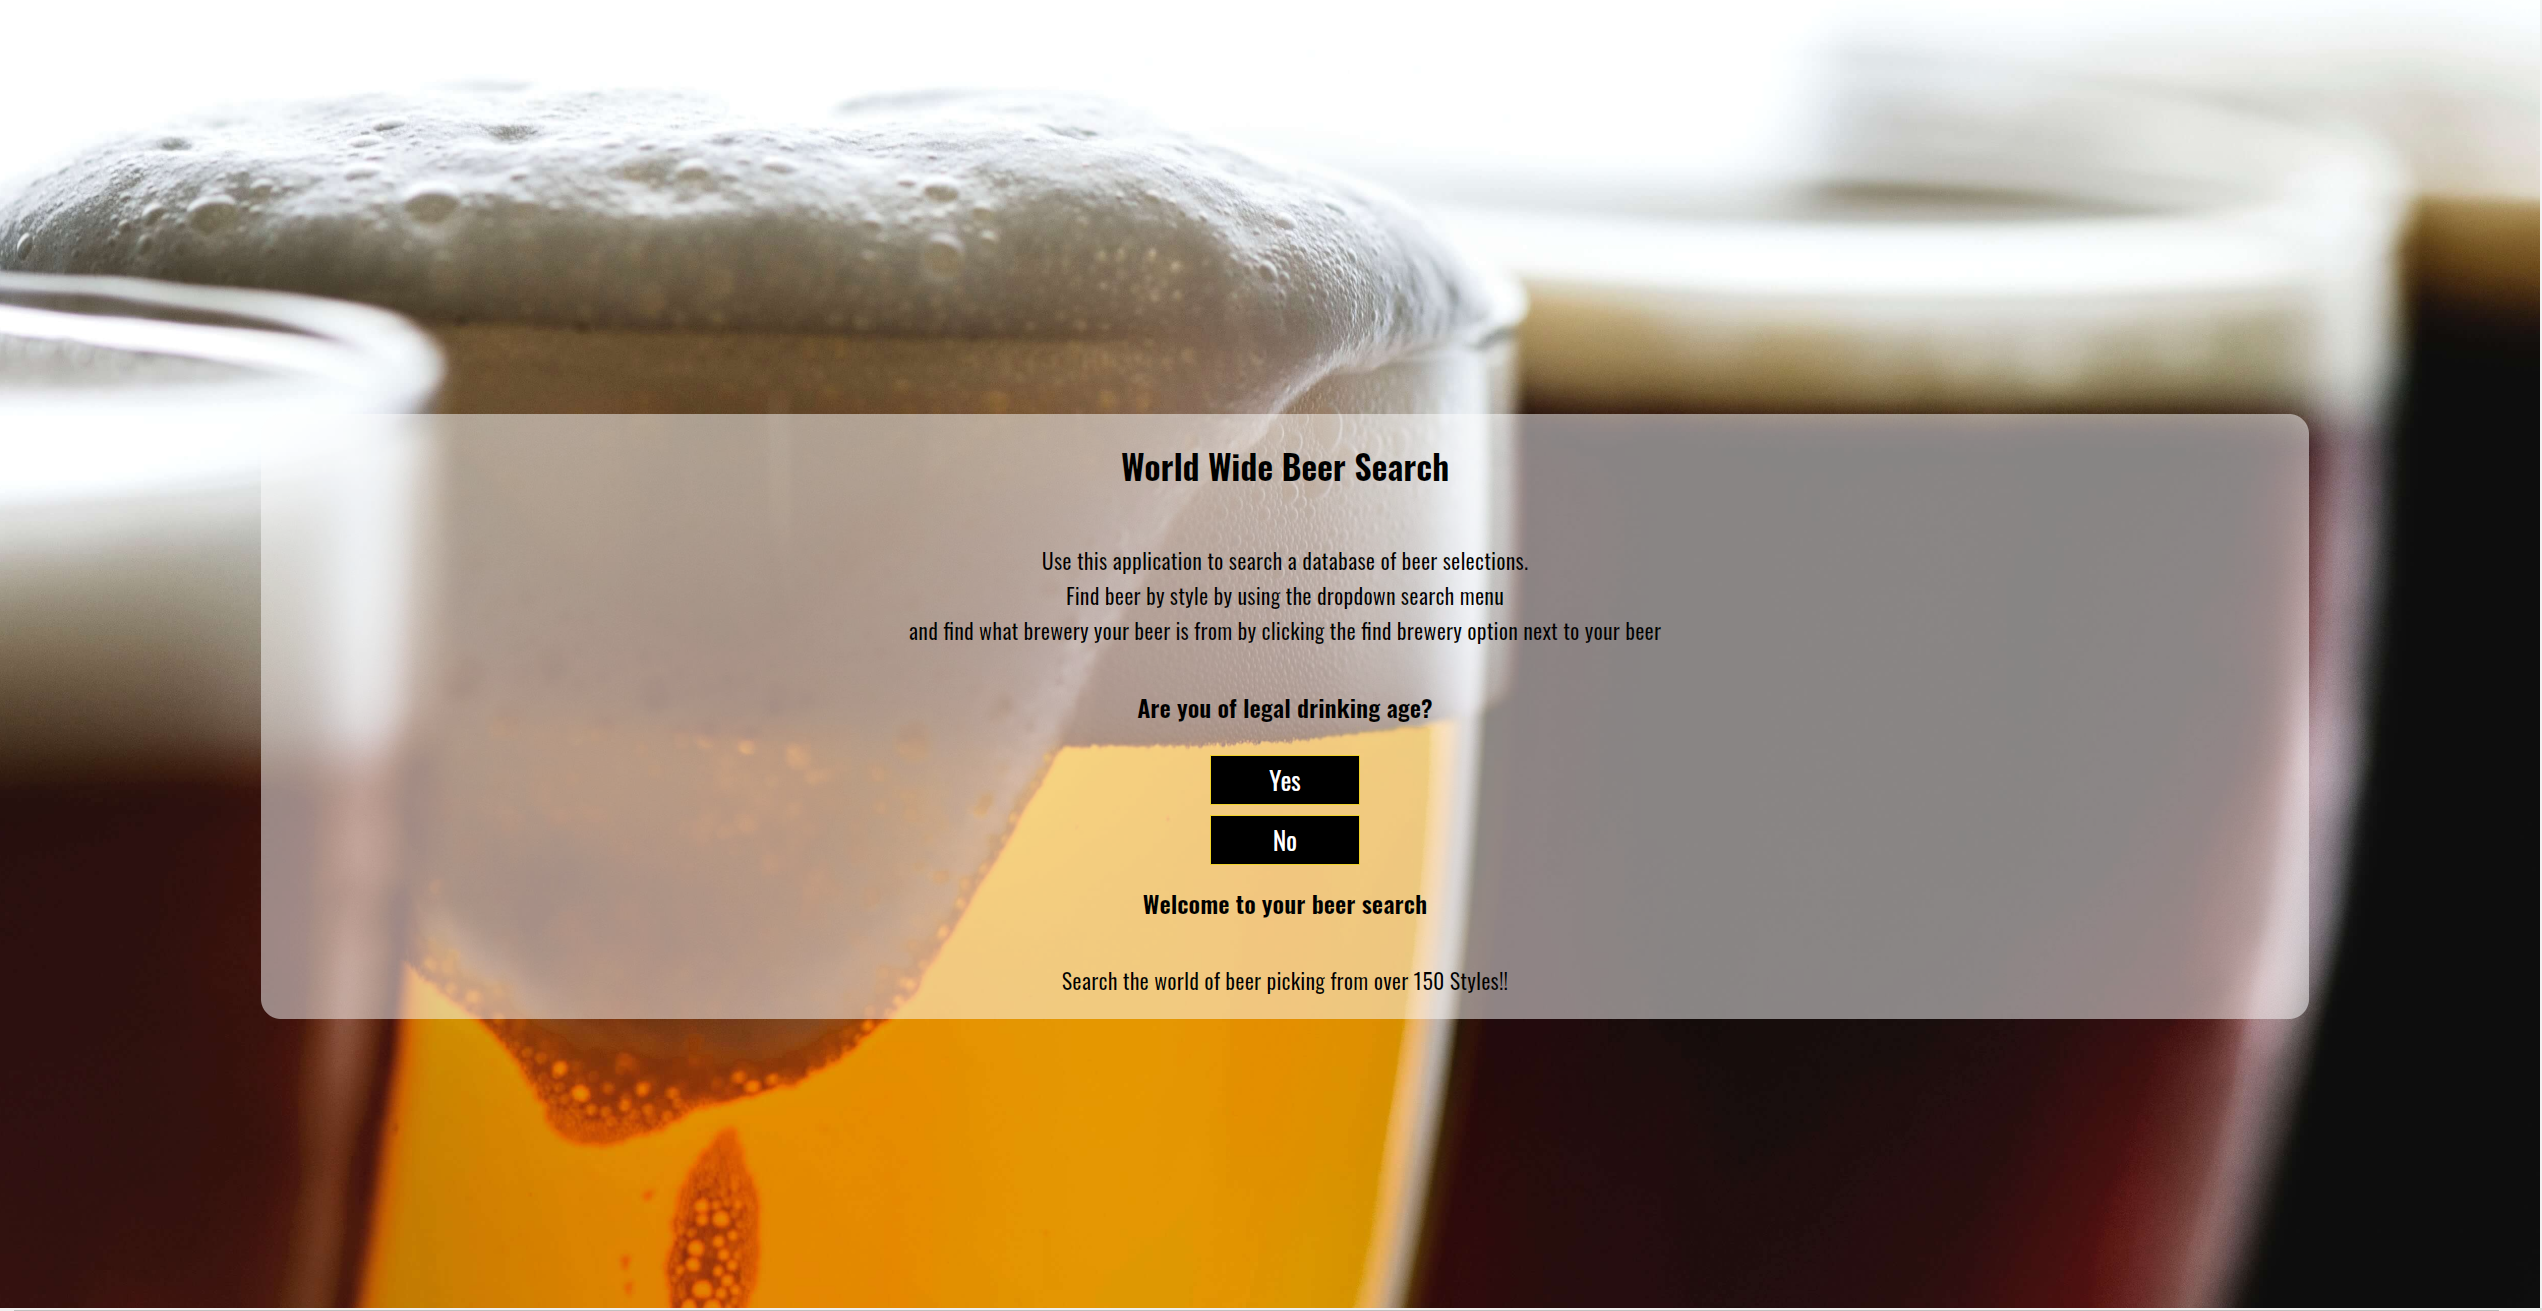 World Wide Beer Search
Use this application to search a database of beer selections.
Find beer by style by using the dropdown search menu
and find what brewery your beer is from by clicking the find brewery option next to your beer
Are you of legal drinking age?
Yes
No
Welcome to your beer search
Search the world of beer picking from over 150 Styles!!